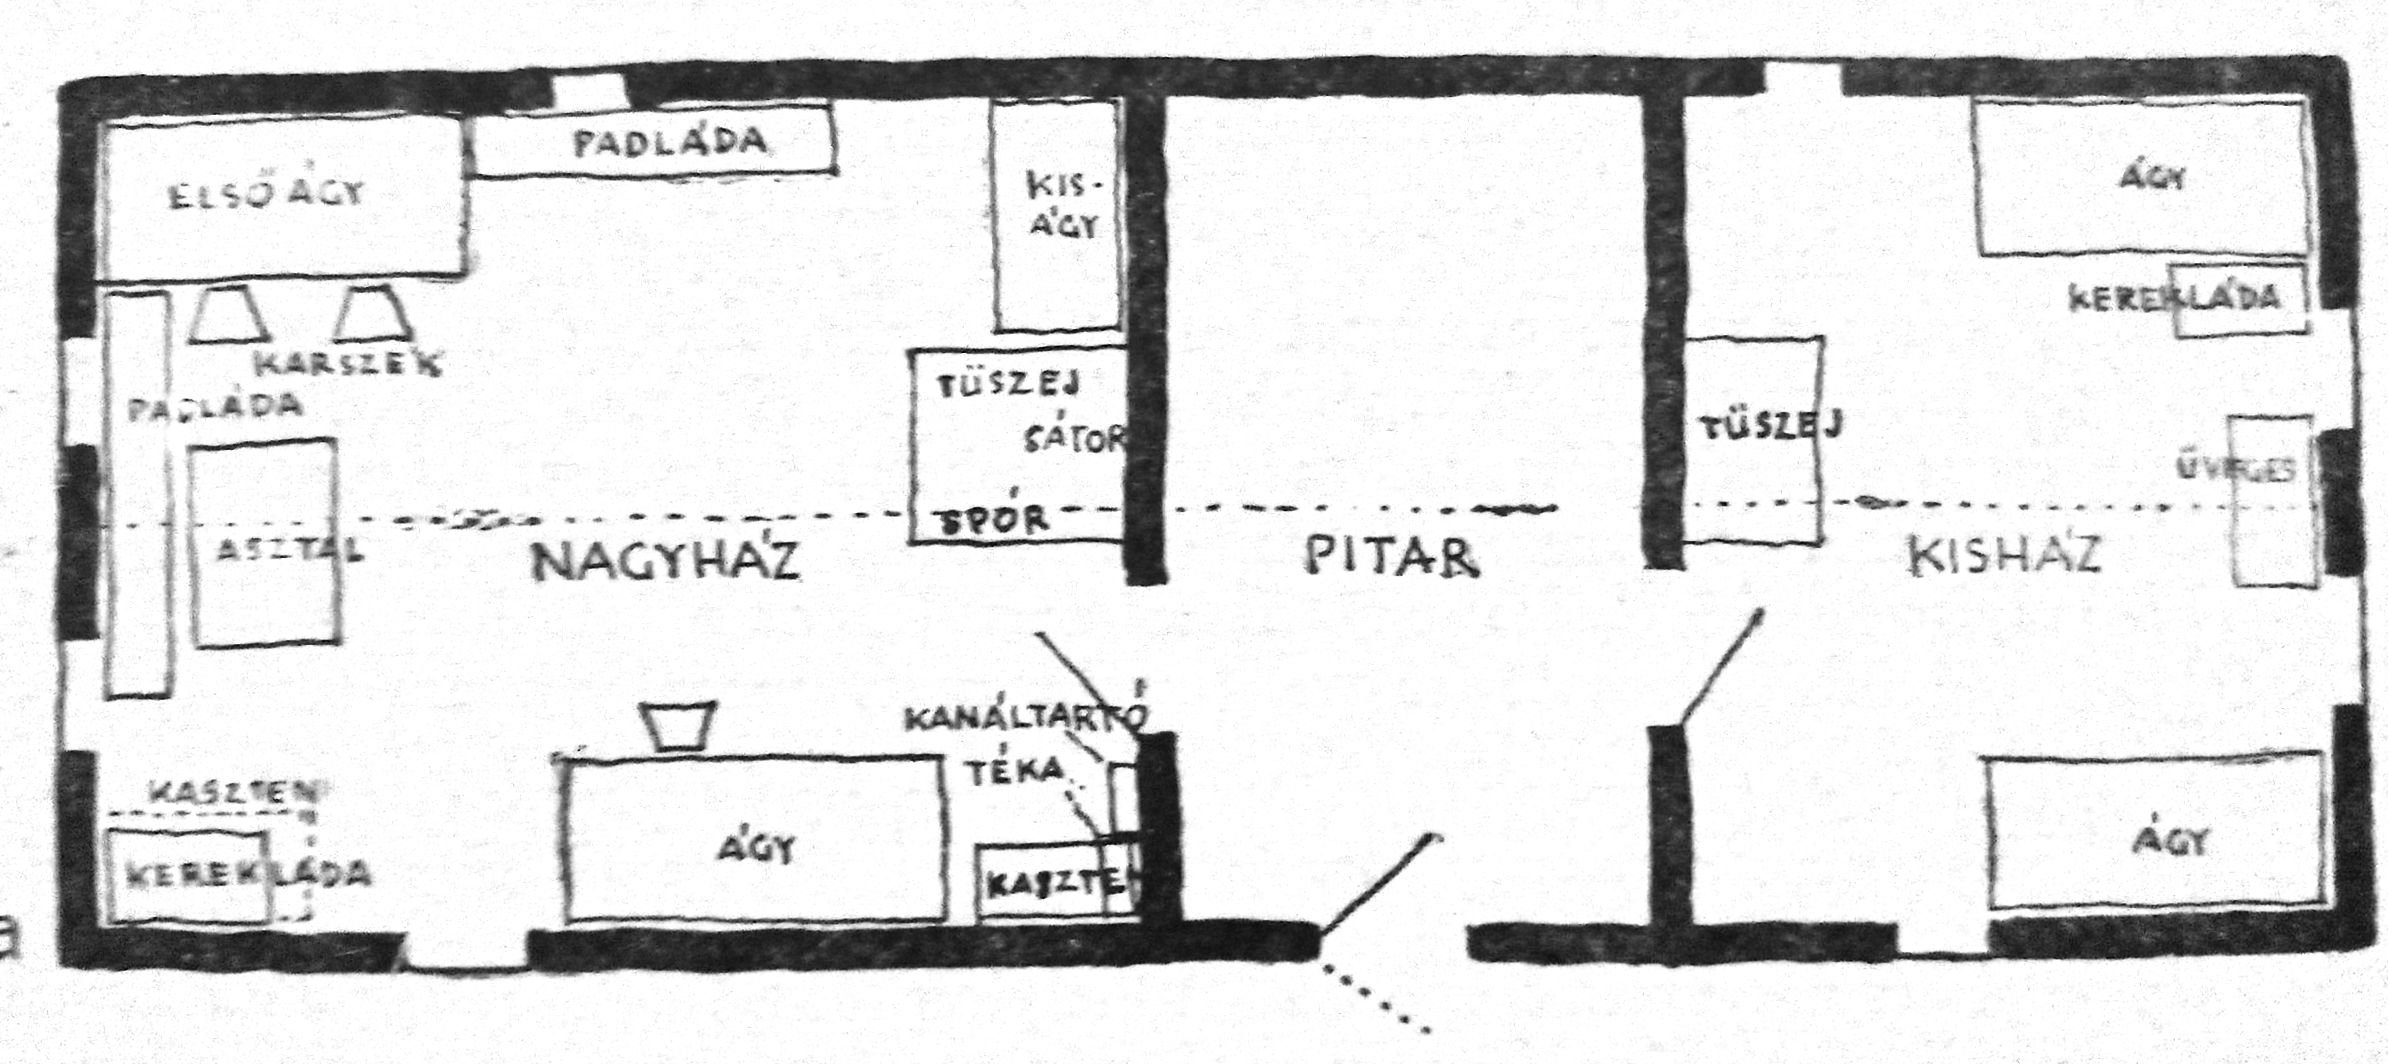 ELSŐ ÁGY
PADLÁDA
KIS-
ÁGY
ÁGY
KEREKLÁDA
KARSZÉK
PADLÁDA
TÜSZEJ
SÁTOR
SPÓR
TÜSZEJ
ÜVEGES
ASZTAL
NAGYHÁZ
PITAR
KISHÁZ
KANÁLTARTÓ
TÉKA
KASZTEN
KEREKLÁDA
ÁGY
KASZTEN
ÁGY
a